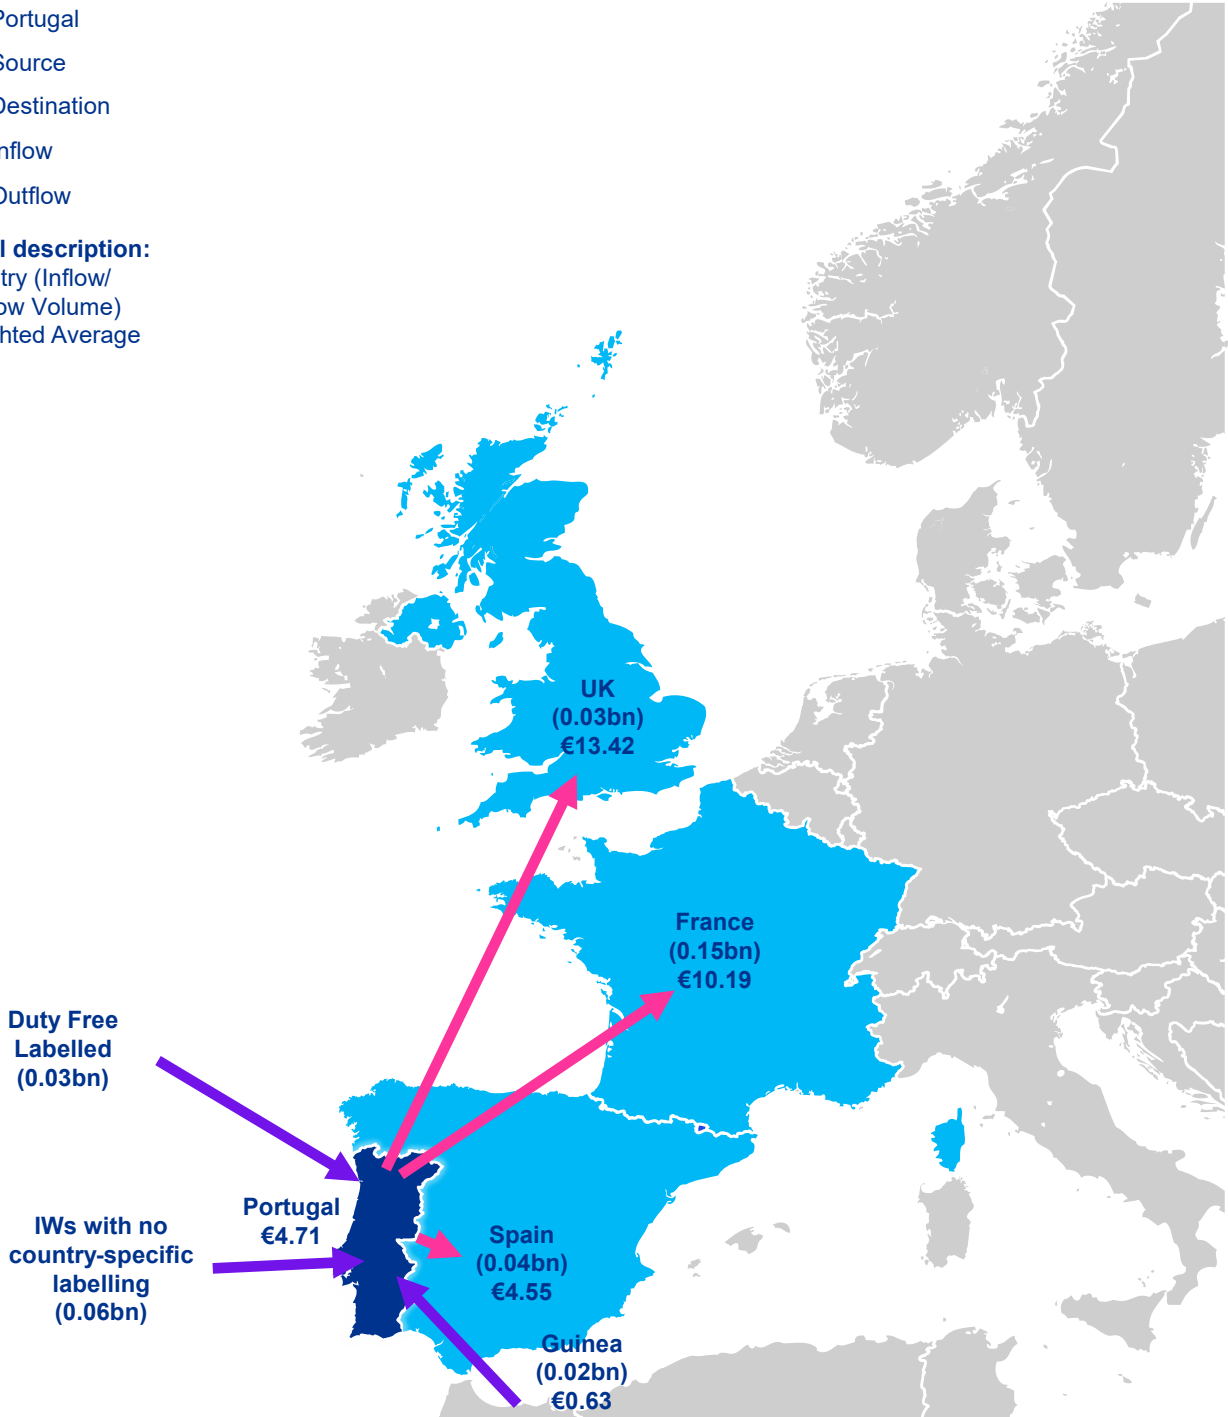 Portugal
Source
Destination
nflow
Outflow
l description:
try (Inflow/
ow Volume)
hted Average
UK
(0.03bn)
€13.42
France
(0.15bn)
€10.19
Duty Free
Labelled
(0.03bn)
Portugal
€4.71
IWs with no
country-specific
labelling
(0.06bn)
Spain
(0.04bn)
€4.55
Guinea
(0.02bn)
€0.63